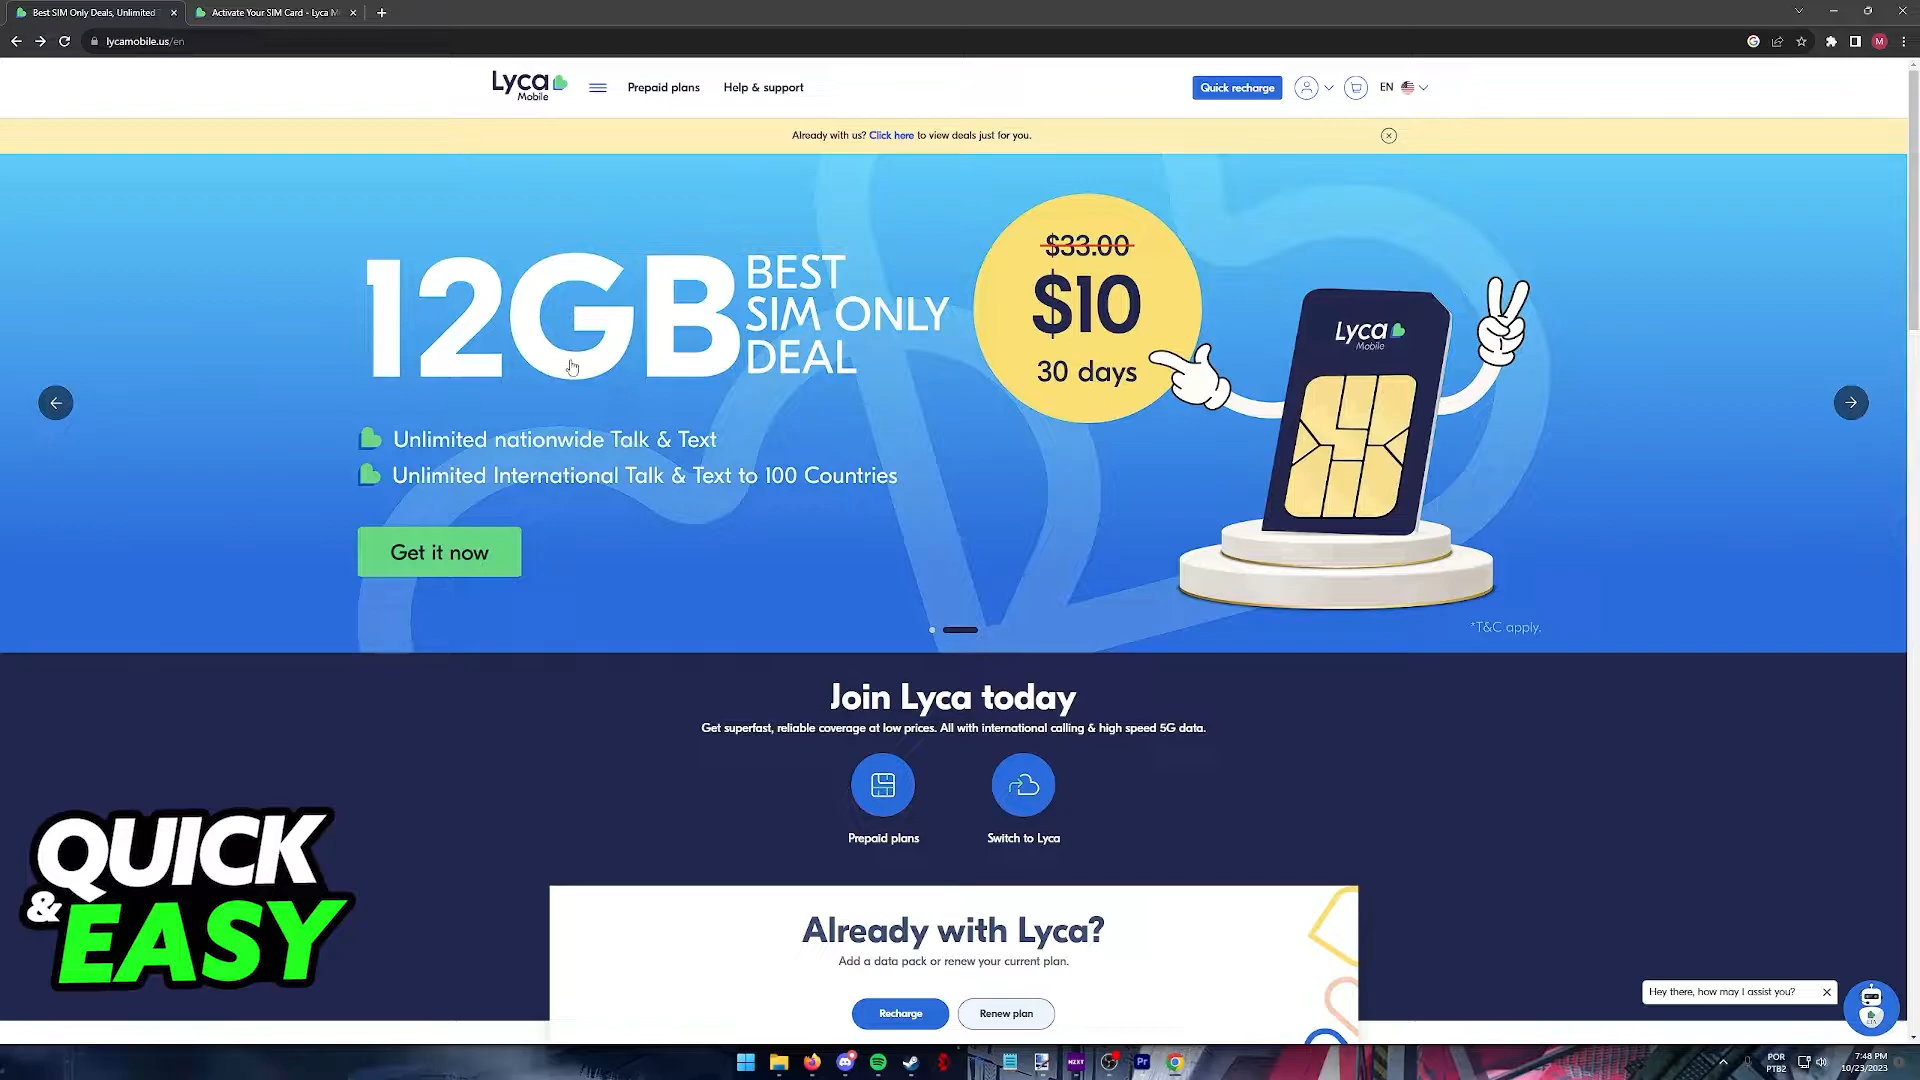 Best SIM Only Deals, Unlimited
Activate Your SIM Card - Lyca M
lycamobile.us/en
M
Lyca
Mobile
Prepaid plans
Help & support
Quick recharge
EN
Already with us? Click here to view deals just for you.
12GB
BEST
SIM ONLY
DEAL
$33.00
$10
30 days
Lyca
Mobile
Unlimited nationwide Talk & Text
Unlimited International Talk & Text to 100 Countries
Get it now
*T&C apply.
Join Lyca today
Get superfast, reliable coverage at low prices. All with international calling & high speed 5G data.
Prepaid plans
Switch to Lyca
QUICK
& EASY
Already with Lyca?
Add a data pack or renew your current plan.
Recharge
Renew plan
Hey there, how may I assist you?
NZXT
Pr
POR
PTB2
7:48 PM
10/23/2023